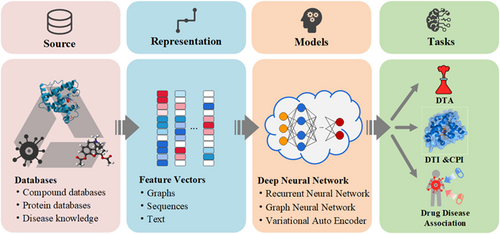 Source
Representation
Models
Tasks
Databases
• Compound databases
• Protein databases
• Disease knowledge
Feature Vectors
• Graphs
• Sequences
• Text
Deep Neural Network
• Recurrent Neural Network
• Graph Neural Network
• Variational Auto Encoder
DTA
DTI &CPI
Drug Disease
Association